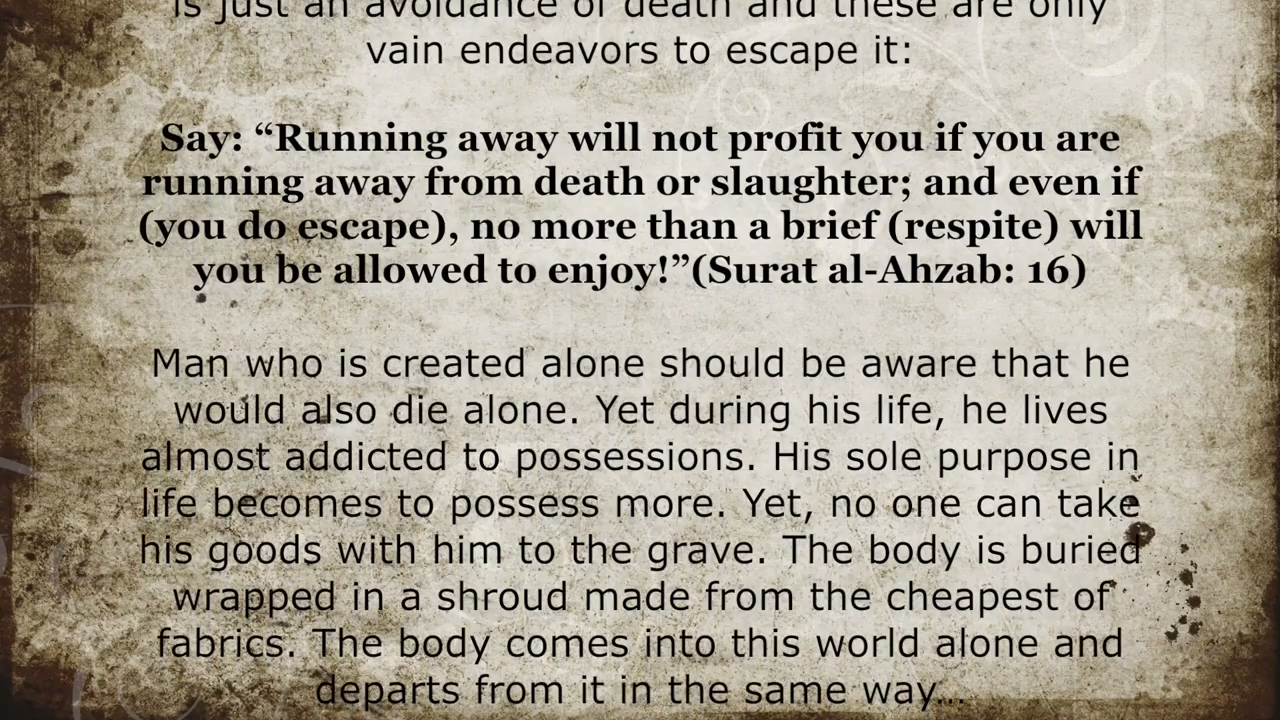 is just an avoidance of death and these are only
vain endeavors to escape it:
Say: “Running away will not profit you if you are
running away from death or slaughter; and even if
(you do escape), no more than a brief (respite) will
you be allowed to enjoy!”(Surat al-Ahzab: 16)
Man who is created alone should be aware that he
would also die alone. Yet during his life, he lives
almost addicted to possessions. His sole purpose in
life becomes to possess more. Yet, no one can take
his goods with him to the grave. The body is buried
wrapped in a shroud made from the cheapest of
fabrics. The body comes into this world alone and
departs from it in the same way…